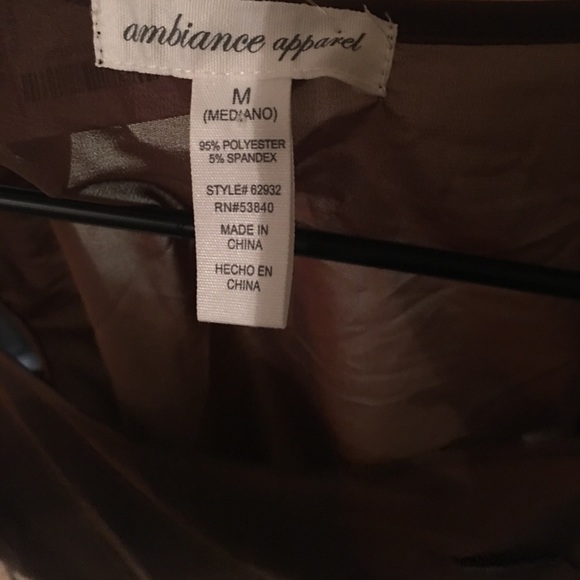 ambiance apparel
M
(MEDIANO)
95% POLYESTER
5% SPANDEX
STYLE# 62932
RN#53840
MADE IN
CHINA
HECHO EN
CHINA